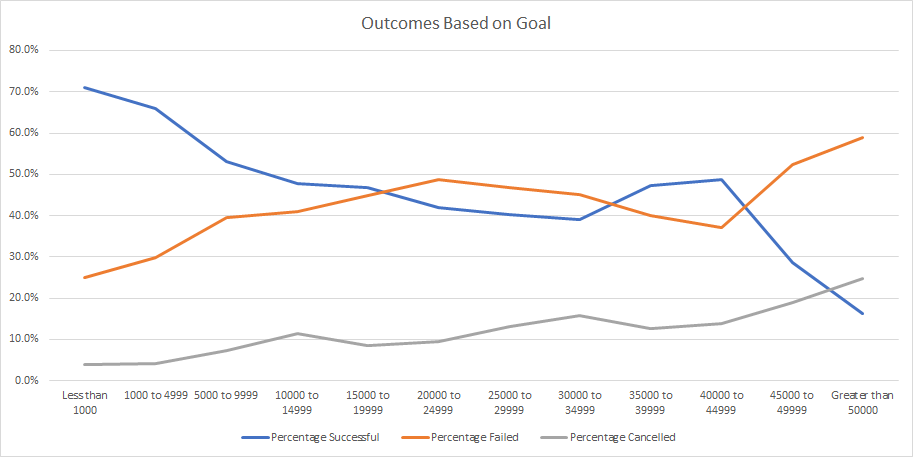 Outcomes Based on Goal
80.0%
70.0%
60.0%
50.0%
40.0%
30.0%
20.0%
10.0%
0.0%
Less than
1000
1000 to 4999
5000 to 9999
10000 to
14999
15000 to
19999
20000 to
24999
25000 to
29999
30000 to
34999
35000 to
39999
40000 to
44999
45000 to
49999
Greater than
50000
Percentage Successful
Percentage Failed
Percentage Cancelled